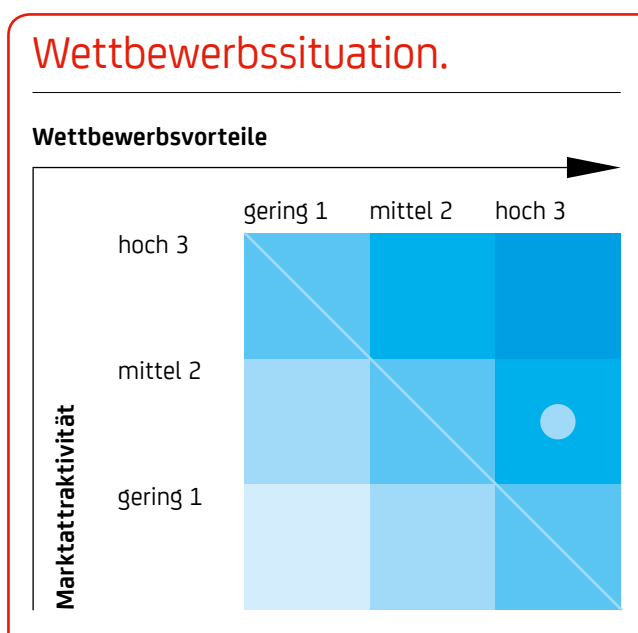 Wettbewerbssituation.
Wettbewerbsvorteile
gering 1 mittel 2 hoch 3
hoch 3
mittel 2
gering 1
Marktattraktivität